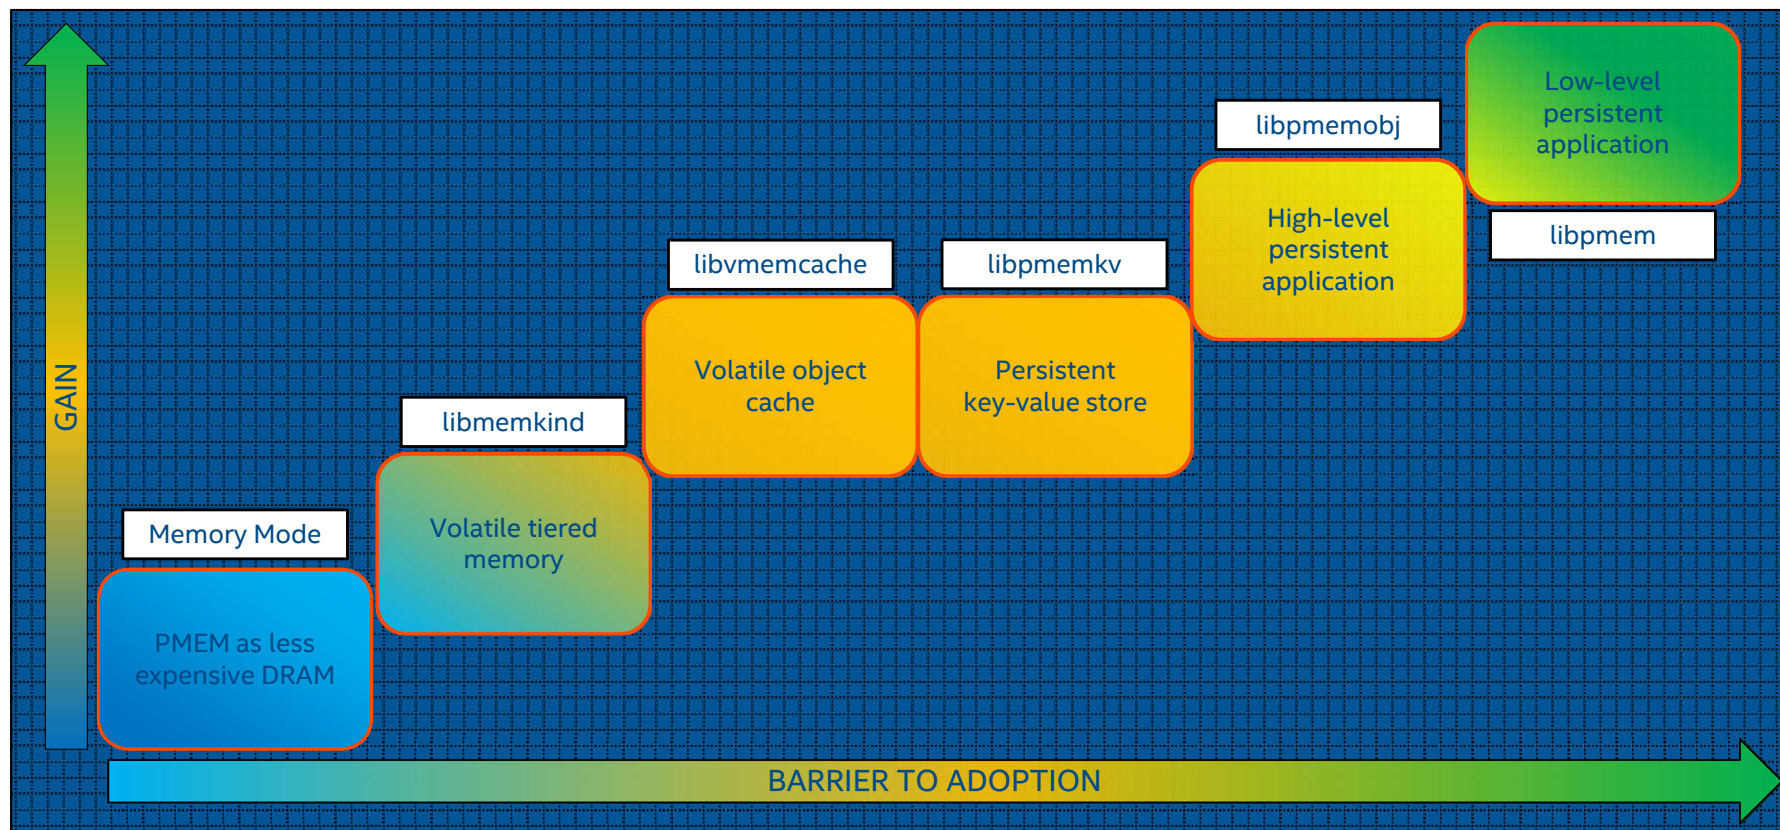 GAIN
Memory Mode
PMEM as less
expensive DRAM
libmemkind
Volatile tiered
memory
libvmemcache
Volatile object
cache
libpmemkv
Persistent
key-value store
libpmemobj
High-level
persistent
application
Low-level
persistent
application
libpmem
BARRIER TO ADOPTION